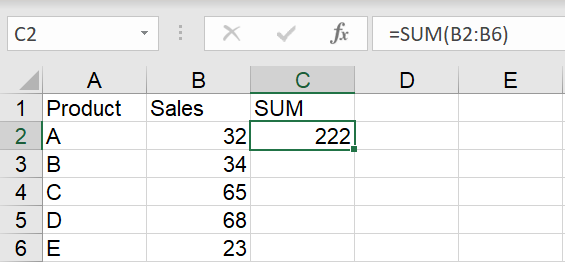 C2 fx =SUM(B2:B6)
A B C D E
1 Product Sales SUM
2 A 32 222
3 B 34
4 C 65
5 D 68
6 E 23